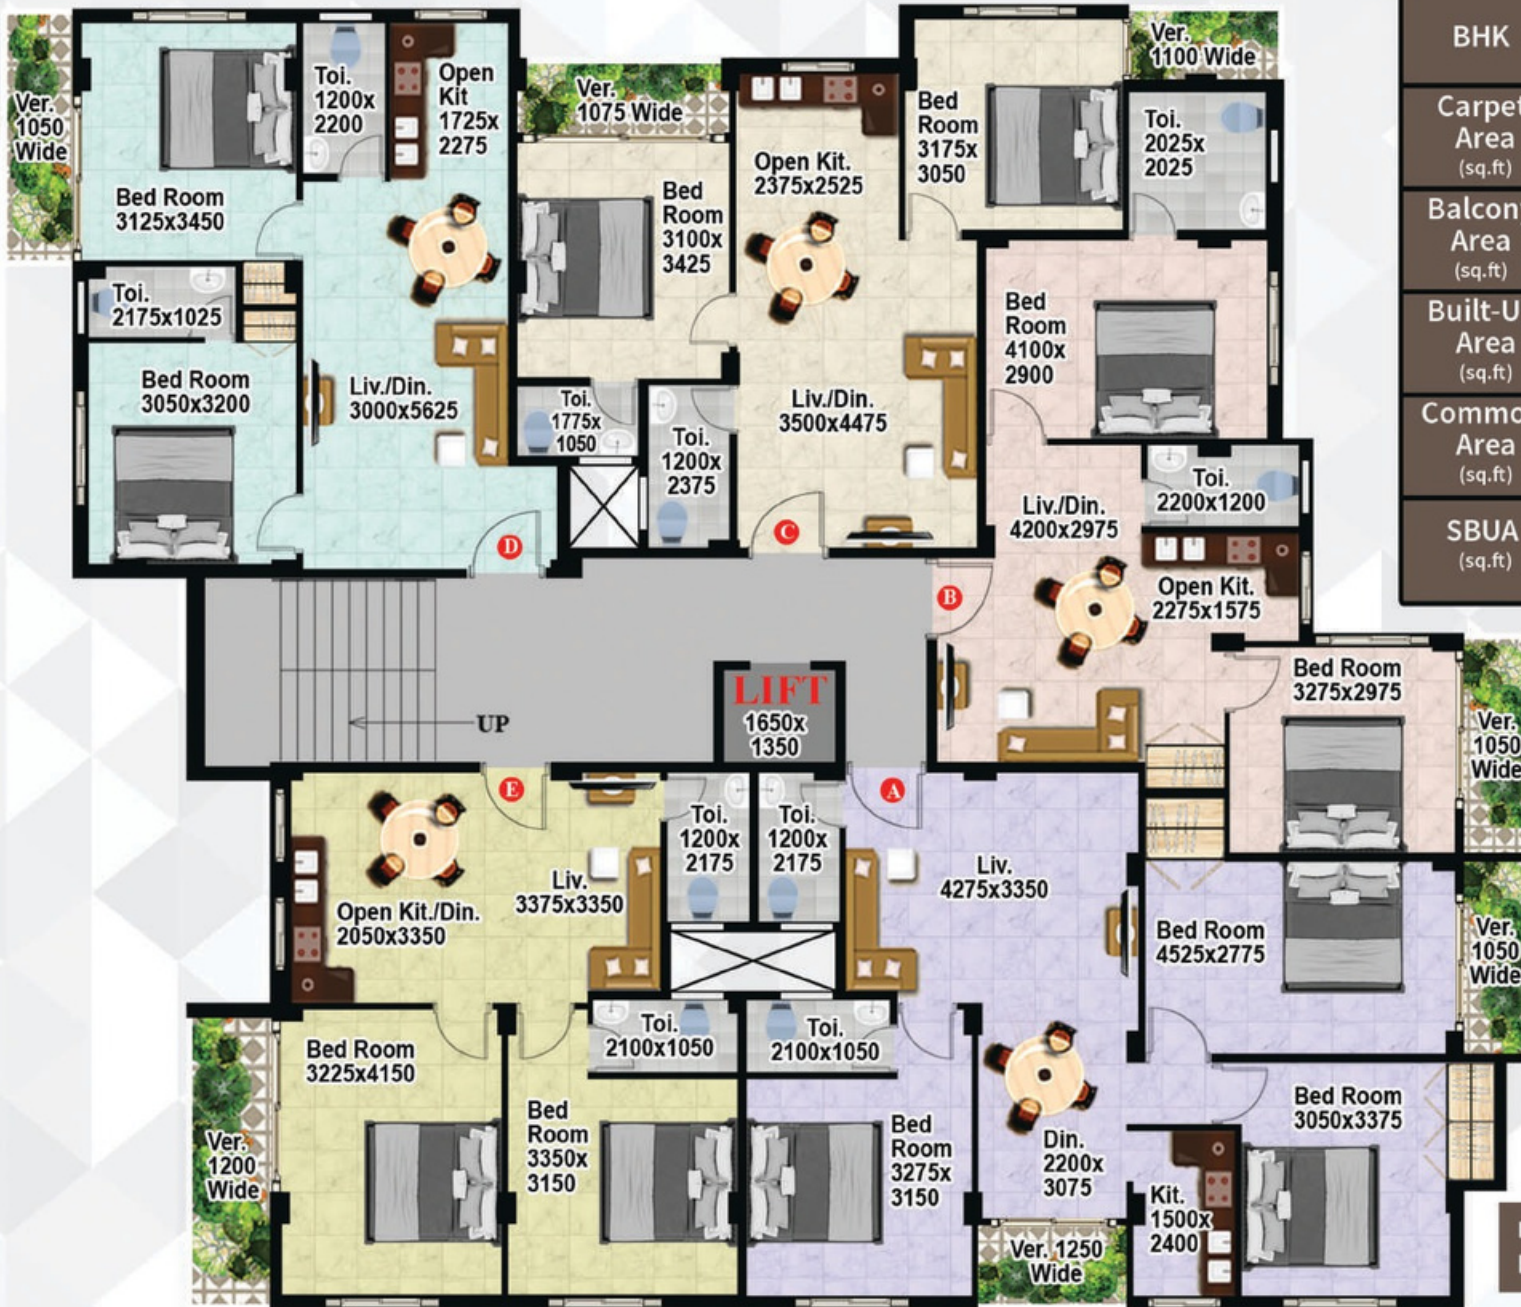 Ver.
1050
Wide
Bed Room
3125x3450
Toi.
1200x
2200
Open
Kit
1725x
2275
Ver.
1075 Wide
Bed
Room
3100x
3425
Open Kit.
2375x2525
Bed
Room
3175x
3050
Ver.
1100 Wide
Toi.
2025x
2025
BHK
Area
(sq.ft)
Area
(sq.ft)
Area
(sq.ft)
Area
(sq.ft)
SBUA
(sq.ft)
Toi.
2175x1025
Bed Room
3050x3200
Liv./Din.
3000x5625
Toi.
1775x
1050
Toi.
1200x
2375
Liv./Din.
3500x4475
Bed
Room
4100x
2900
Liv./Din.
4200x2975
Toi.
2200x1200
Open Kit.
2275x1575
D
C
B
Bed Room
3275x2975
Ver.
1050
Wide
LIFT
1650x
1350
UP
E
A
Open Kit./Din.
2050x3350
Liv.
3375x3350
Toi.
1200x
2175
Toi.
1200x
2175
Liv.
4275x3350
Bed Room
4525x2775
Ver.
1050
Wide
Bed Room
3225x4150
Toi.
2100x1050
Toi.
2100x1050
Ver.
1200
Wide
Bed
Room
3350x
3150
Bed
Room
3275x
3150
Din.
2200x
3075
Ver. 1250
Wide
Kit.
1500x
2400
Bed Room
3050x3375